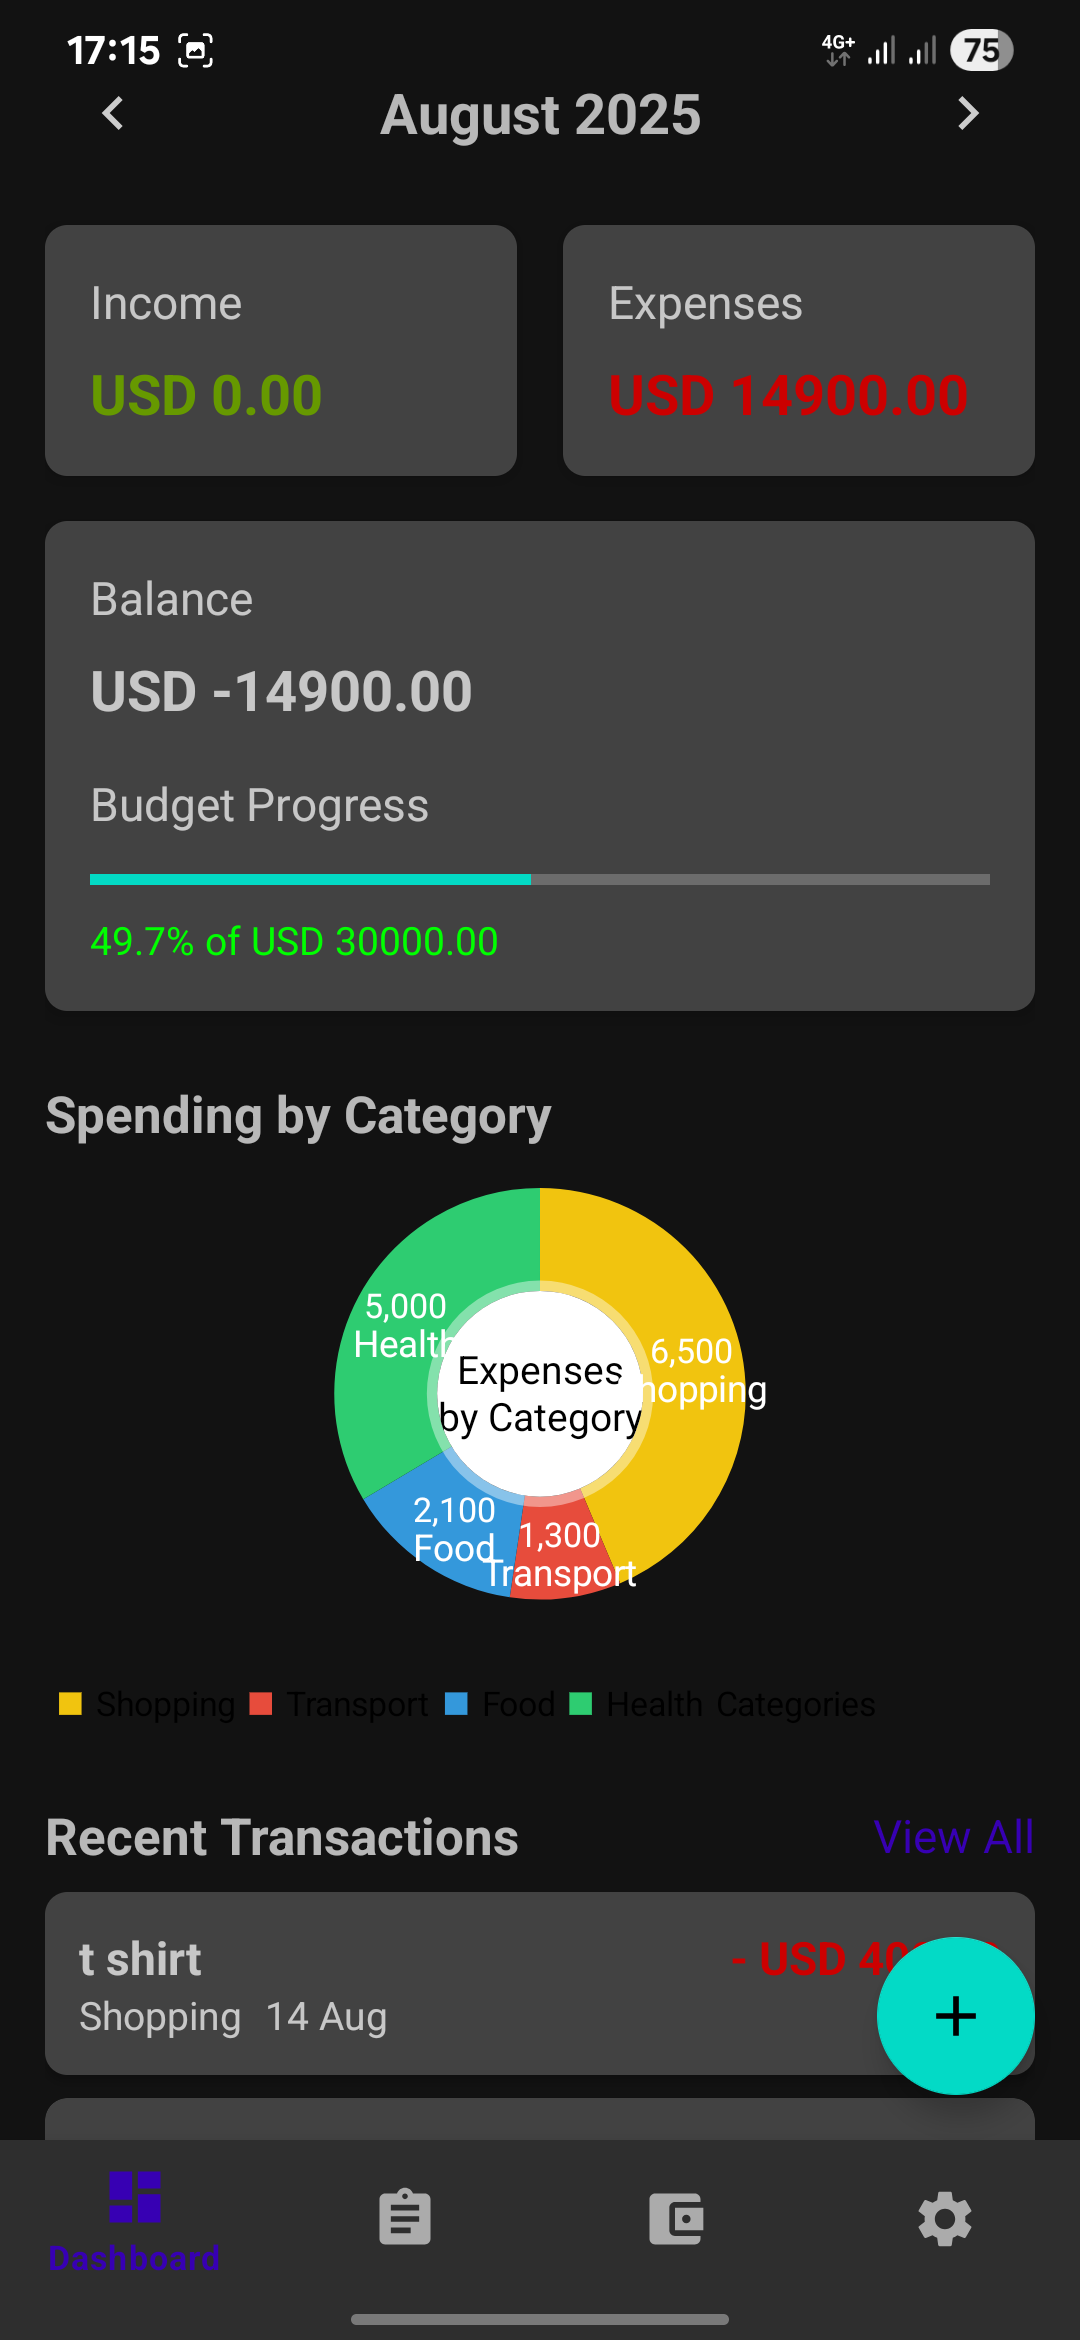 17:15 4G+ 75
August 2025
Income
USD 0.00
Expenses
USD 14900.00
Balance
USD -14900.00
Budget Progress
49.7% of USD 30000.00
Spending by Category
5,000
Health
6,500
hopping
Expenses
by Category
2,100
Food
1,300
Transport
Shopping Transport Food Health Categories
Recent Transactions
View All
t shirt
- USD 40
Shopping 14 Aug
Dashboard